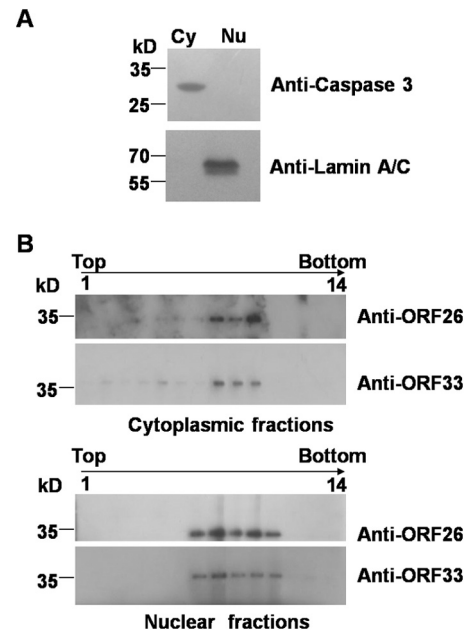 A
kD Cy Nu
35
25
Anti-Caspase 3
70
55
Anti-Lamin A/C
B
Top Bottom
kD 1 14
35 Anti-ORF26
35 Anti-ORF33
Cytoplasmic fractions
Top Bottom
kD 1 14
35 Anti-ORF26
35 Anti-ORF33
Nuclear fractions